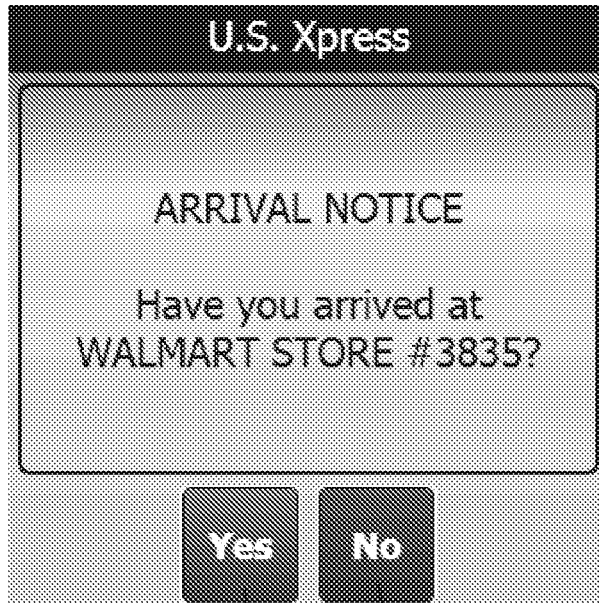 U.S. Xpress
ARRIVAL NOTICE
Have you arrived at
WALMART STORE #3835?
Yes No